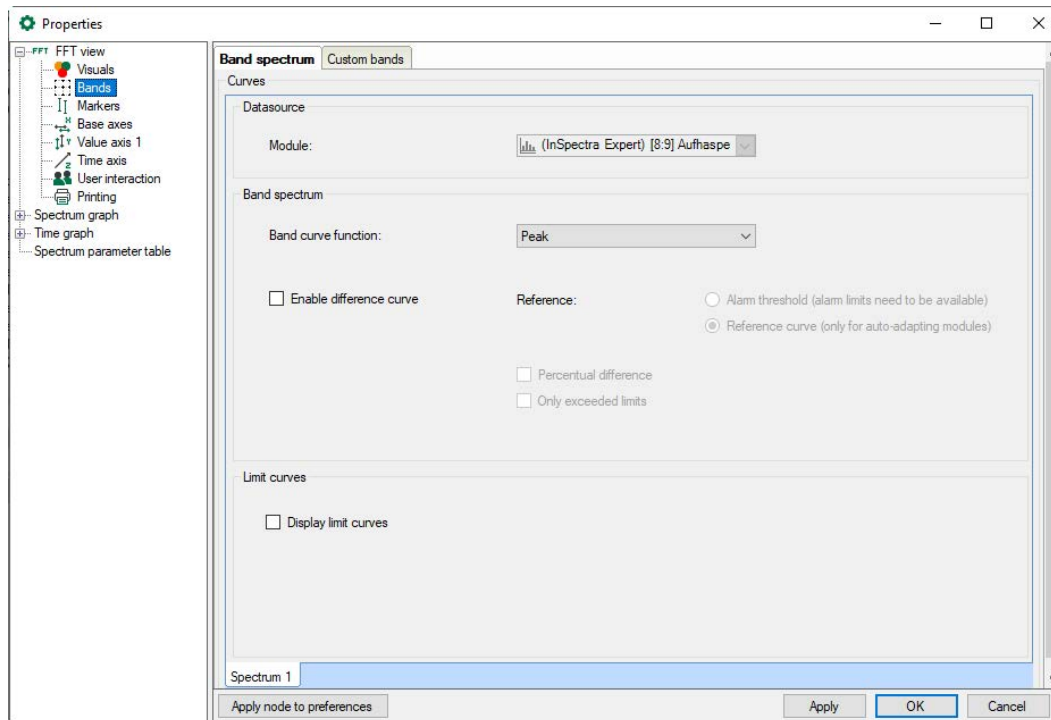 Properties
FFT FFT view
Visuals
Bands
Markers
Base axes
Value axis 1
Time axis
User interaction
Printing
Spectrum graph
Time graph
Spectrum parameter table
Band spectrum Custom bands
Curves
Datasource
Module: (InSpectra Expert) [8:9] Aufhaspe
Band spectrum
Band curve function: Peak
Enable difference curve Reference: Alarm threshold (alarm limits need to be available)
Reference curve (only for auto-adapting modules)
Percentual difference
Only exceeded limits
Limit curves
Display limit curves
Spectrum 1
Apply node to preferences Apply OK Cancel